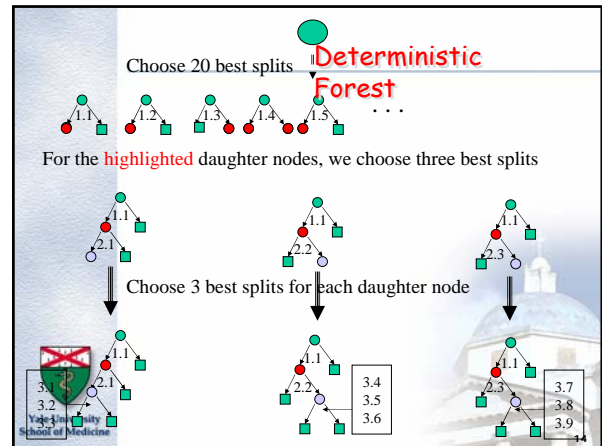 Deterministic
Choose 20 best splits
Forest
1.1 1.2 1.3 1.4 1.5 . . .
For the highlighted daughter nodes, we choose three best splits
1.1 1.1 1.1
2.1 2.2 2.3
Choose 3 best splits for each daughter node
1.1 1.1 1.1
2.1 2.2 2.3
3.1 3.4 3.7
3.2 3.5 3.8
3.3 3.6 3.9
Yale University
School of Medicine
14